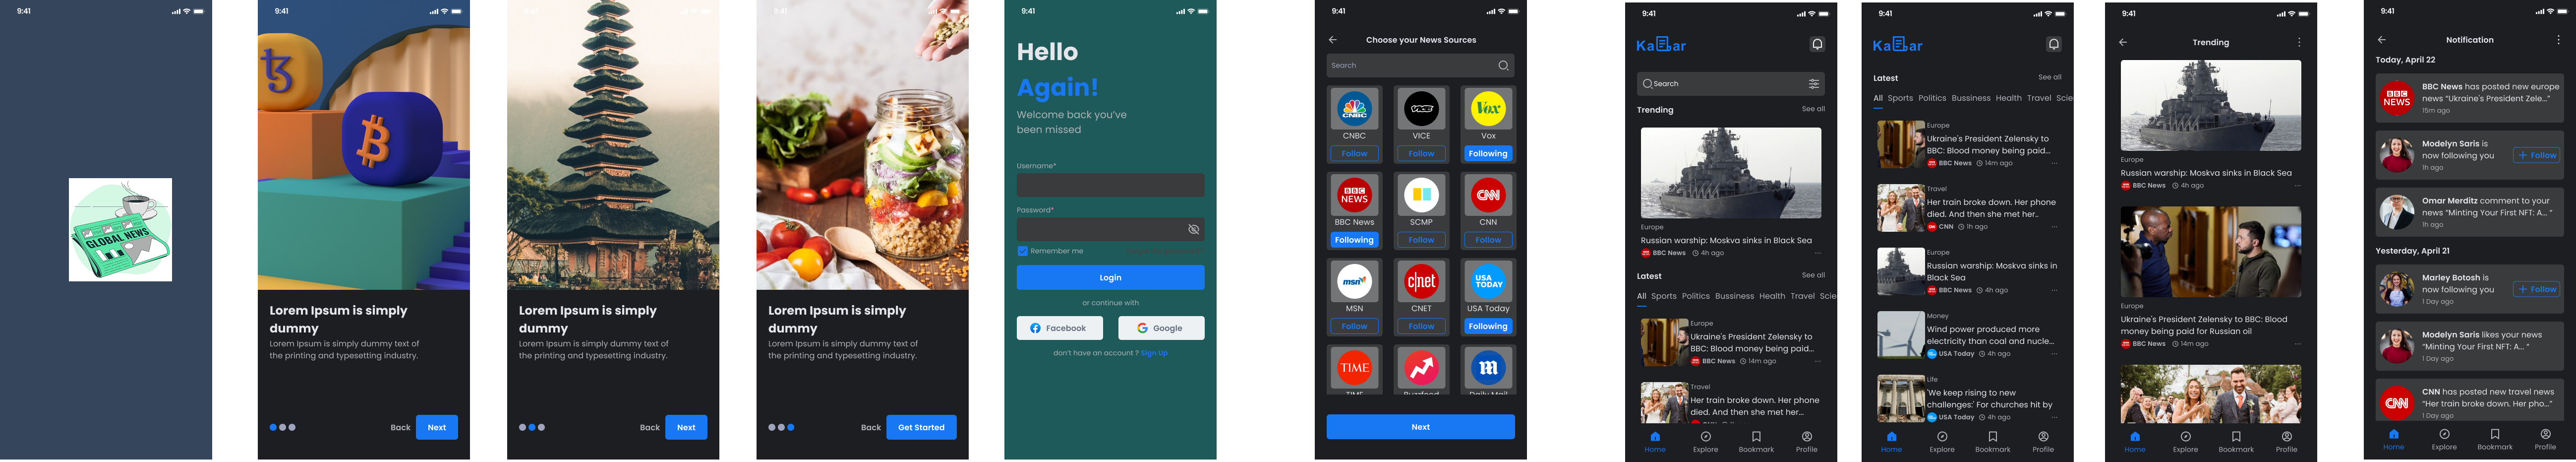 9:41
GLOBAL NEWS
9:41
Lorem Ipsum is simply
dummy
Lorem Ipsum is simply dummy text of
the printing and typesetting industry.
Back
Next
Lorem Ipsum is simply
dummy
Lorem Ipsum is simply dummy text of
the printing and typesetting industry.
Back
Next
9:41
Lorem Ipsum is simply
dummy
Lorem Ipsum is simply dummy text of
the printing and typesetting industry.
Back
Get Started
9:41
Hello
Again!
Welcome back you've
been missed
Username*
Password*
Remember me
Login
or continue with
Facebook
Google
don't have an account ? Sign Up
9:41
Choose your News Sources
Search
CNBC
CNBC
Follow
VICE
VICE
Follow
Vox
Vox
Following
BBC
NEWS
BBC News
Following
SCMP
Follow
CNN
CNN
Follow
msn
MSN
Follow
c|net
CNET
Follow
USA
TODAY
USA Today
Following
TIME
TIME
Buzzfeed
m
Daily Mail
Next
9:41
KaBar
Search
Trending
See all
Europe
Russian warship: Moskva sinks in Black Sea
BBC News
4h ago
Latest
See all
All Sports Politics Bussiness Health Travel Scie
Europe
Ukraine's President Zelensky to
BBC: Blood money being paid...
BBC News
14m ago
Travel
Her train broke down. Her phone
died. And then she met her...
Home
Explore
Bookmark
Profile
9:41
KaBar
Latest
See all
All Sports Politics Bussiness Health Travel Scie
Europe
Ukraine's President Zelensky to
BBC: Blood money being paid...
BBC News
14m ago
Travel
Her train broke down. Her phone
died. And then she met her...
CNN
1h ago
Europe
Russian warship: Moskva sinks in
Black Sea
BBC News
4h ago
Money
Wind power produced more
electricity than coal and nucle...
USA Today
4h ago
Life
'We keep rising to new
challenges:' For churches hit by
USA Today
4h ago
Home
Explore
Bookmark
Profile
9:41
Trending
Europe
Russian warship: Moskva sinks in Black Sea
BBC News
4h ago
Europe
Ukraine's President Zelensky to BBC: Blood
money being paid for Russian oil
BBC News
14m ago
Home
Explore
Bookmark
Profile
9:41
Notification
Today, April 22
BBC
NEWS
BBC News has posted new europe
news "Ukraine's President Zele..."
15m ago
Modelyn Saris is
now following you
1h ago
+ Follow
Omar Merditz comment to your
news "Minting Your First NFT: A... "
1h ago
Yesterday, April 21
Marley Botosh is
now following you
1 Day ago
+ Follow
Modelyn Saris likes your news
"Minting Your First NFT: A... "
1 Day ago
CNN
CNN has posted new travel news
"Her train broke down. Her pho..."
1 Day ago
Home
Explore
Bookmark
Profile